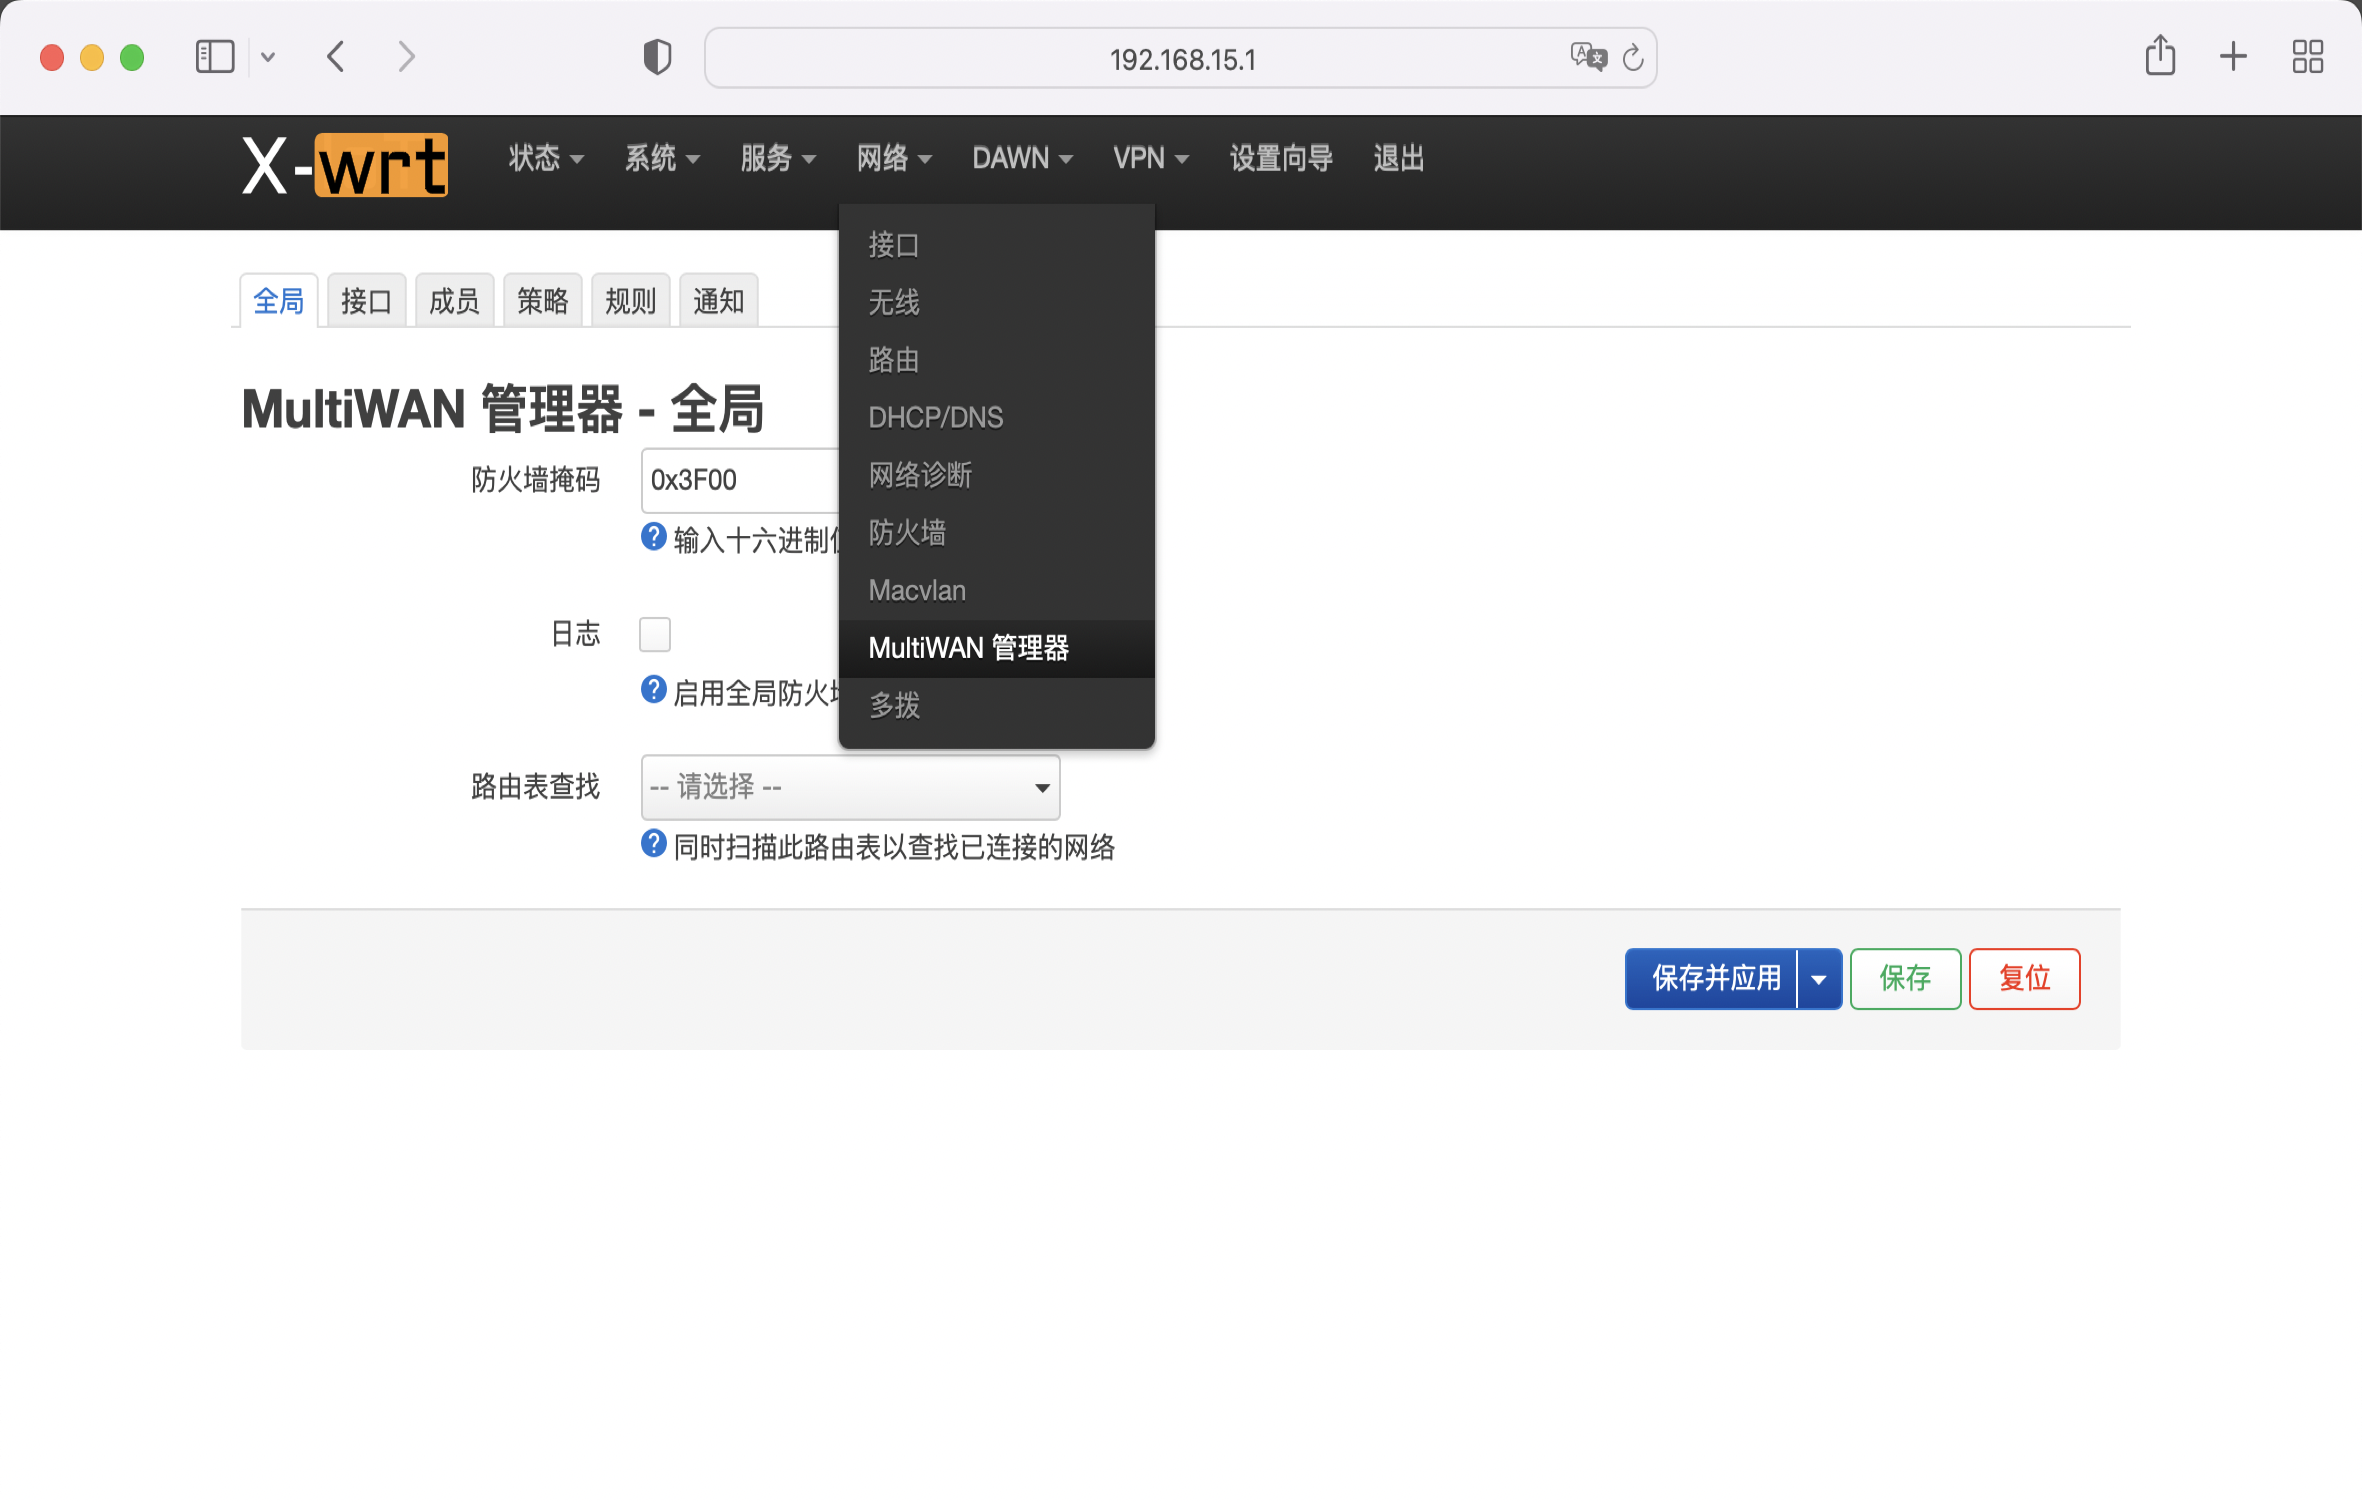 192.168.15.1
X-wrt
状态 系统 服务 网络 DAWN VPN 设置向导 退出
接口
无线
路由
DHCP/DNS
网络诊断
防火墙
Macvlan
MultiWAN 管理器
多拨
全局 接口 成员 策略 规则 通知
MultiWAN 管理器 - 全局
防火墙掩码 0x3F00
输入十六进制
日志
启用全局防火
路由表查找 -- 请选择 --
同时扫描此路由表以查找已连接的网络
保存并应用 保存 复位